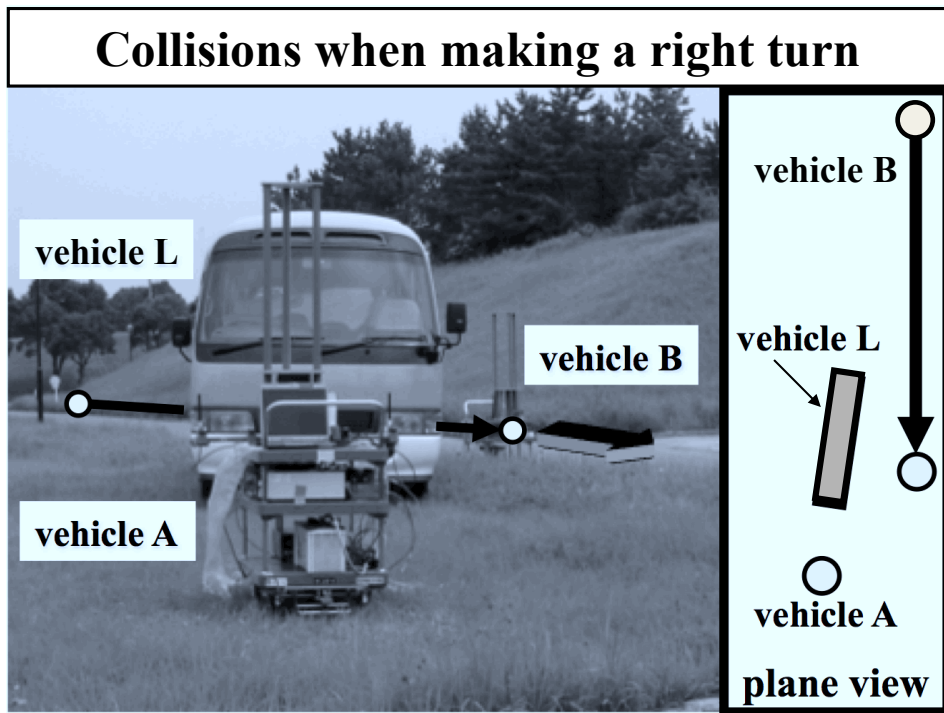 Collisions when making a right turn
vehicle L
vehicle B
vehicle A
vehicle B
vehicle L
vehicle A
plane view